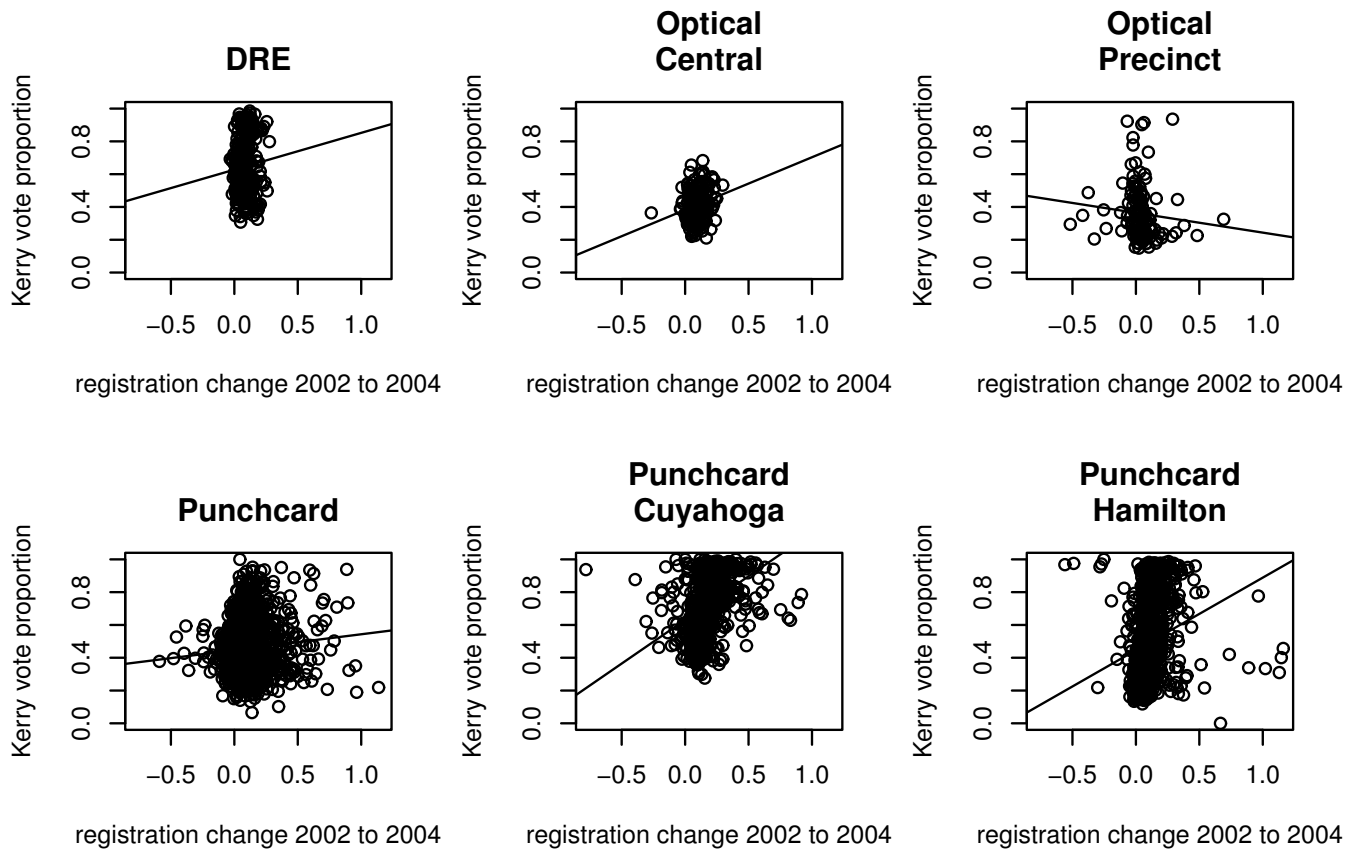 DRE
Kerry vote proportion
0.0 0.4 0.8
−0.5 0.0 0.5 1.0
registration change 2002 to 2004
Optical
Central
Kerry vote proportion
0.0 0.4 0.8
−0.5 0.0 0.5 1.0
registration change 2002 to 2004
Optical
Precinct
Kerry vote proportion
0.0 0.4 0.8
−0.5 0.0 0.5 1.0
registration change 2002 to 2004
Punchcard
Kerry vote proportion
0.0 0.4 0.8
−0.5 0.0 0.5 1.0
registration change 2002 to 2004
Punchcard
Cuyahoga
Kerry vote proportion
0.0 0.4 0.8
−0.5 0.0 0.5 1.0
registration change 2002 to 2004
Punchcard
Hamilton
Kerry vote proportion
0.0 0.4 0.8
−0.5 0.0 0.5 1.0
registration change 2002 to 2004